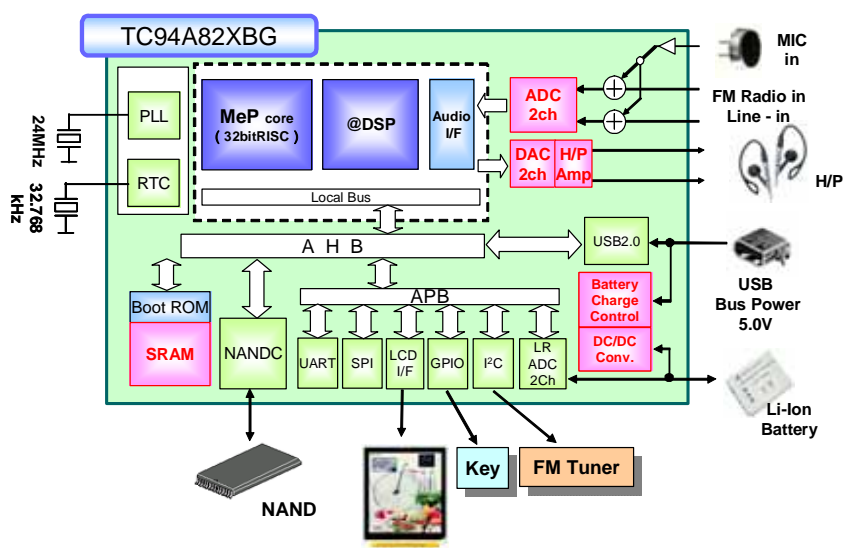 TC94A82XBG
MIC
in
24MHz
PLL
MeP core
( 32bitRISC )
@DSP
Audio
I/F
ADC
2ch
FM Radio in
Line - in
DAC
2ch
H/P
Amp
H/P
32.768
kHz
RTC
Local Bus
A H B
USB2.0
USB
Bus Power
5.0V
Battery
Charge
Control
APB
Boot ROM
SRAM
NANDC
UART
SPI
LCD
I/F
GPIO
I²C
LR
ADC
2Ch
DC/DC
Conv.
Li-Ion
Battery
NAND
Key
FM Tuner